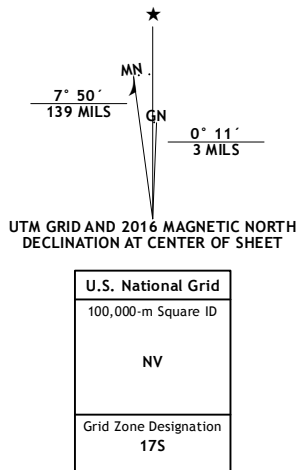 MN
GN
7° 50´
139 MILS
0° 11´
3 MILS
UTM GRID AND 2016 MAGNETIC NORTH
DECLINATION AT CENTER OF SHEET
U.S. National Grid
100,000-m Square ID
NV
Grid Zone Designation
17S